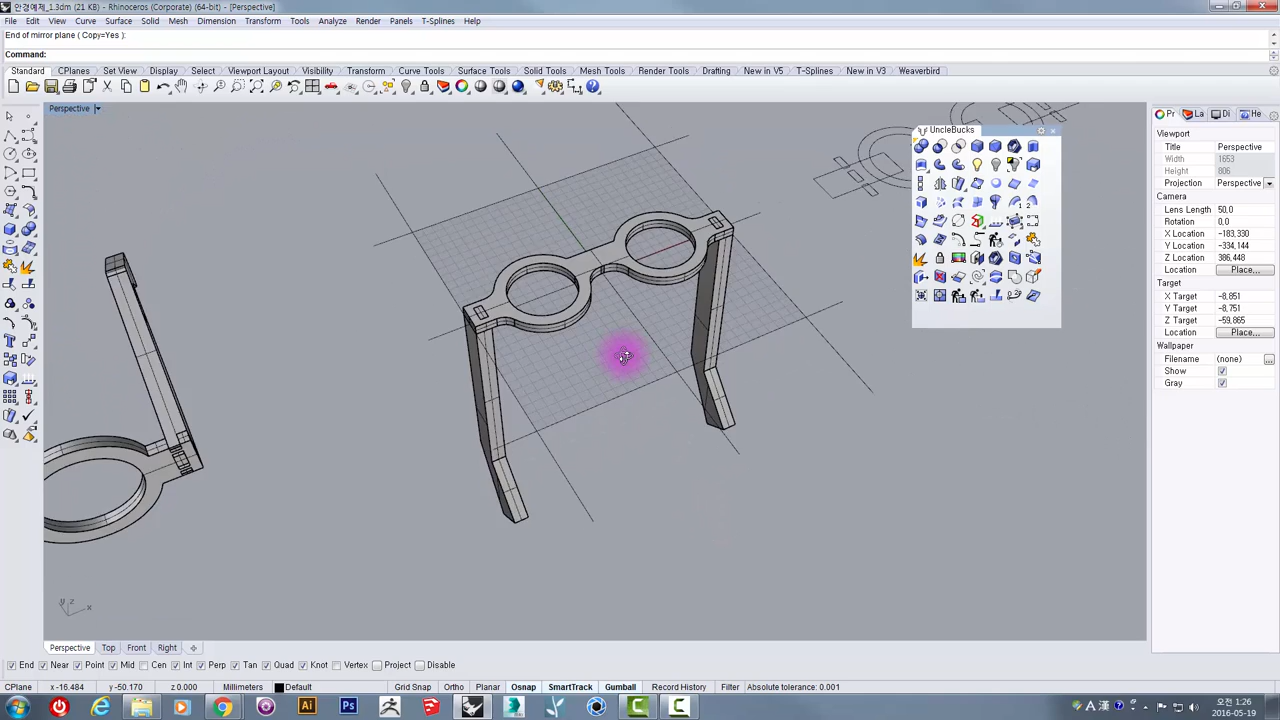 안경예제_1.3dm (21 KB) - Rhinoceros (Corporate) (64-bit) - [Perspective]
File Edit View Curve Surface Solid Mesh Dimension Transform Tools Analyze Render Panels T-Splines Help
End of mirror plane ( Copy=Yes ):
Command:
Standard CPlanes Set View Display Select Viewport Layout Visibility Transform Curve Tools Surface Tools Solid Tools Mesh Tools Render Tools Drafting New in V5 T-Splines New in V3 Weaverbird
Perspective
UncleBucks
Pr La Di He
Viewport
Title Perspective
Width 1653
Height 806
Projection Perspective
Camera
Lens Length 50,0
Rotation 0,0
X Location -183,330
Y Location -334,144
Z Location 386,448
Location Place...
Target
X Target -8,851
Y Target -8,751
Z Target -59,865
Location Place...
Wallpaper
Filename (none) ...
Show
Gray
z
y x
Perspective Top Front Right
End Near Point Mid Cen Int Perp Tan Quad Knot Vertex Project Disable
CPlane x -16.484 y -50.170 z 0.000 Millimeters Default Grid Snap Ortho Planar Osnap SmartTrack Gumball Record History Filter Absolute tolerance: 0.001
Ai Ps A 漢
오전 1:26
2016-05-19